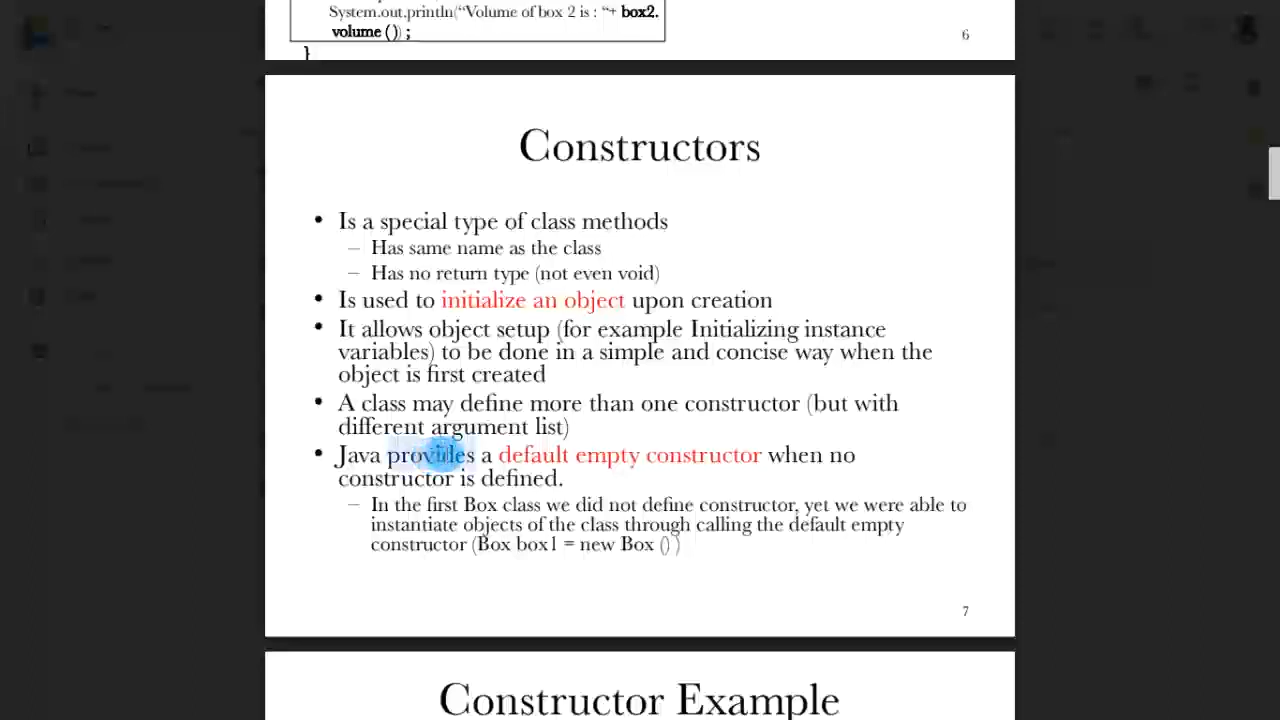 System.out.println(“Volume of box 2 is : “+ box2.
volume () ;
}
6
Constructors
• Is a special type of class methods
– Has same name as the class
– Has no return type (not even void)
• Is used to initialize an object upon creation
• It allows object setup (for example Initializing instance
variables) to be done in a simple and concise way when the
object is first created
• A class may define more than one constructor (but with
different argument list)
• Java provides a default empty constructor when no
constructor is defined.
– In the first Box class we did not define constructor, yet we were able to
instantiate objects of the class through calling the default empty
constructor (Box box1 = new Box () )
7
Constructor Example